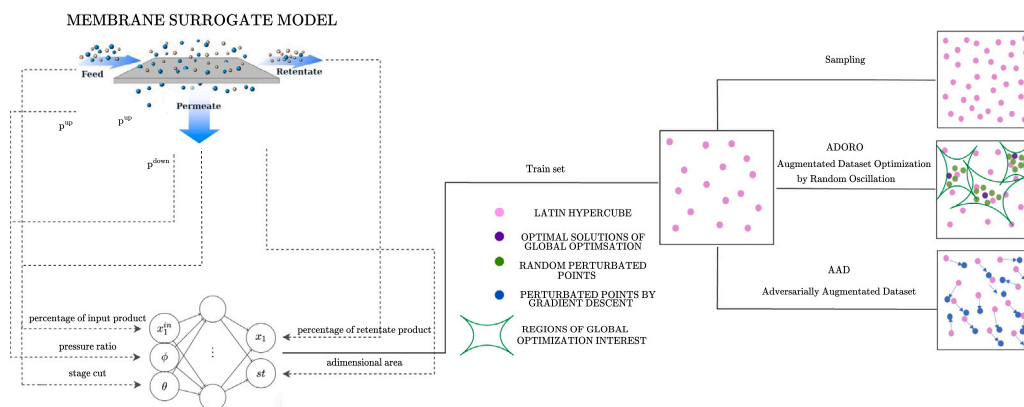 MEMBRANE SURROGATE MODEL
Feed
Retentate
Permeate
p^up
p^up
p^down
percentage of input product
pressure ratio
stage cut
x_1^in
ϕ
θ
⋮
x_1
st
percentage of retentate product
adimensional area
Train set
LATIN HYPERCUBE
OPTIMAL SOLUTIONS OF
GLOBAL OPTIMSATION
RANDOM PERTURBATED
POINTS
PERTURBATED POINTS BY
GRADIENT DESCENT
REGIONS OF GLOBAL
OPTIMIZATION INTEREST
Sampling
ADORO
Augmentated Dataset Optimization
by Random Oscillation
AAD
Adversarially Augmentated Dataset